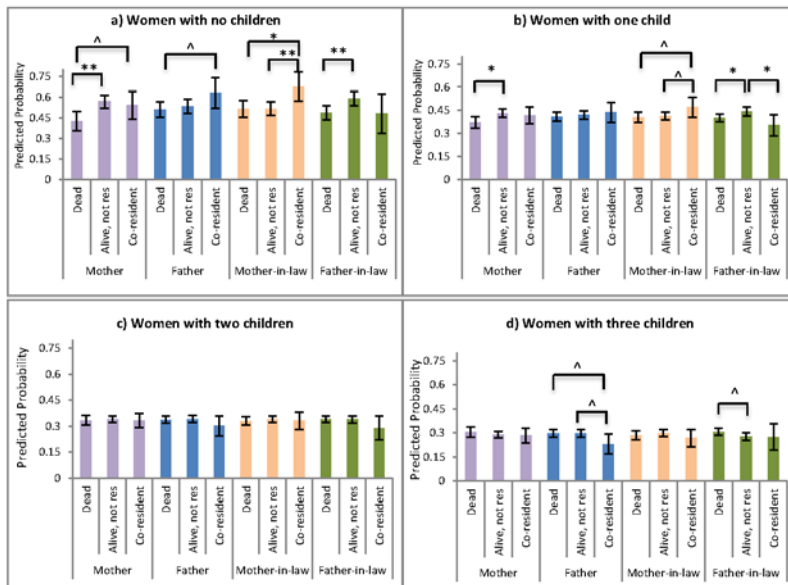 a) Women with no children
^
^
*
**
**
**
0.75
0.6
0.45
0.3
0.15
0
Predicted Probability
Dead
Alive, not res
Co-resident
Dead
Alive, not res
Co-resident
Dead
Alive, not res
Co-resident
Dead
Alive, not res
Co-resident
Mother
Father
Mother-in-law
Father-in-law
b) Women with one child
^
*
^
*
*
0.75
0.6
0.45
0.3
0.15
0
Predicted Probability
Dead
Alive, not res
Co-resident
Dead
Alive, not res
Co-resident
Dead
Alive, not res
Co-resident
Dead
Alive, not res
Co-resident
Mother
Father
Mother-in-law
Father-in-law
c) Women with two children
0.75
0.6
0.45
0.3
0.15
0
Predicted Probability
Dead
Alive, not res
Co-resident
Dead
Alive, not res
Co-resident
Dead
Alive, not res
Co-resident
Dead
Alive, not res
Co-resident
Mother
Father
Mother-in-law
Father-in-law
d) Women with three children
^
^
^
0.75
0.6
0.45
0.3
0.15
0
Predicted Probability
Dead
Alive, not res
Co-resident
Dead
Alive, not res
Co-resident
Dead
Alive, not res
Co-resident
Dead
Alive, not res
Co-resident
Mother
Father
Mother-in-law
Father-in-law